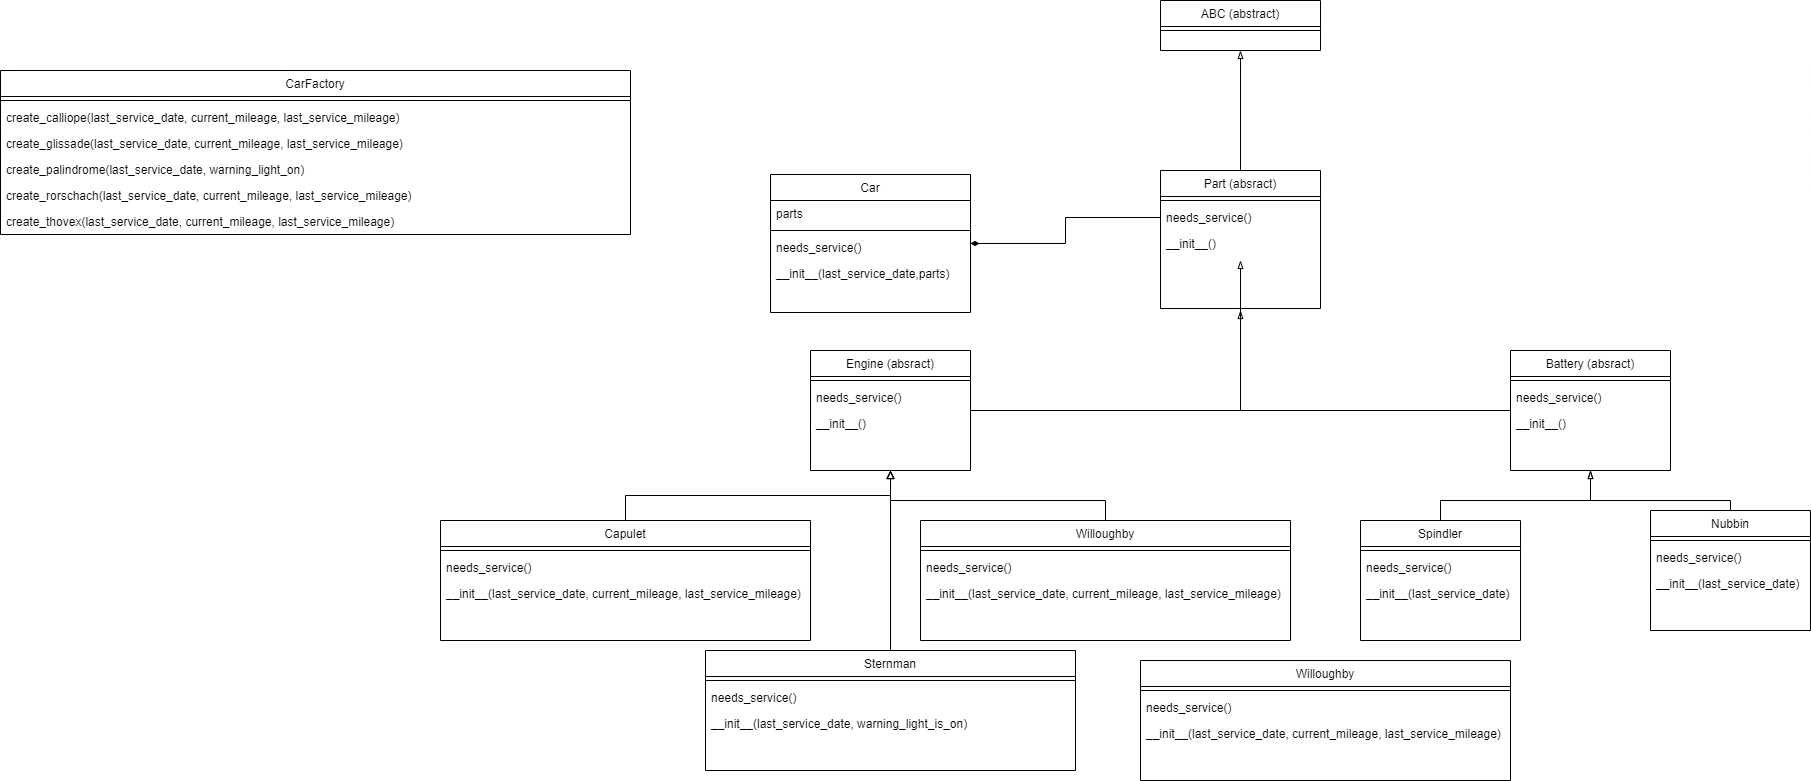 ABC (abstract)
CarFactory
create_calliope(last_service_date, current_mileage, last_service_mileage)
create_glissade(last_service_date, current_mileage, last_service_mileage)
create_palindrome(last_service_date, warning_light_on)
create_rorschach(last_service_date, current_mileage, last_service_mileage)
create_thovex(last_service_date, current_mileage, last_service_mileage)
Car
parts
needs_service()
__init__(last_service_date,parts)
Part (absract)
needs_service()
__init__()
Engine (absract)
needs_service()
__init__()
Battery (absract)
needs_service()
__init__()
Capulet
needs_service()
__init__(last_service_date, current_mileage, last_service_mileage)
Willoughby
needs_service()
__init__(last_service_date, current_mileage, last_service_mileage)
Spindler
needs_service()
__init__(last_service_date)
Nubbin
needs_service()
__init__(last_service_date)
Sternman
needs_service()
__init__(last_service_date, warning_light_is_on)
Willoughby
needs_service()
__init__(last_service_date, current_mileage, last_service_mileage)